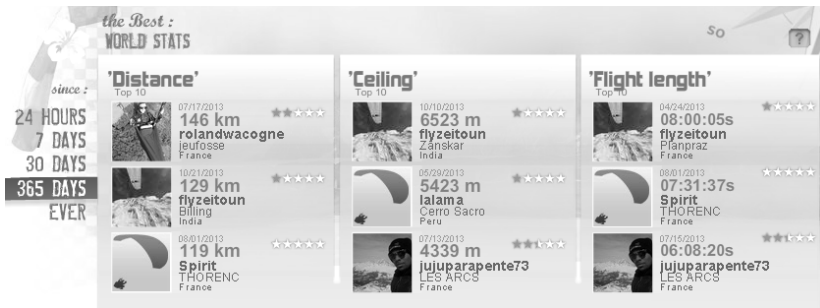 the Best :
WORLD STATS
SO
?
since :
24 HOURS
7 DAYS
30 DAYS
365 DAYS
EVER
'Distance'
Top 10
07/17/2013
146 km
rolandwacogne
jeufosse
France
10/21/2013
129 km
flyzeitoun
Billing
India
08/01/2013
119 km
Spirit
THORENC
France
'Ceiling'
Top 10
10/10/2013
6523 m
flyzeitoun
Zanskar
India
05/29/2013
5423 m
lalama
Cerro Sacro
Peru
07/13/2013
4339 m
jujuparapente73
LES ARCS
France
'Flight length'
Top 10
04/24/2013
08:00:05s
flyzeitoun
Planpraz
France
08/01/2013
07:31:37s
Spirit
THORENC
France
07/15/2013
06:08:20s
jujuparapente73
LES ARCS
France